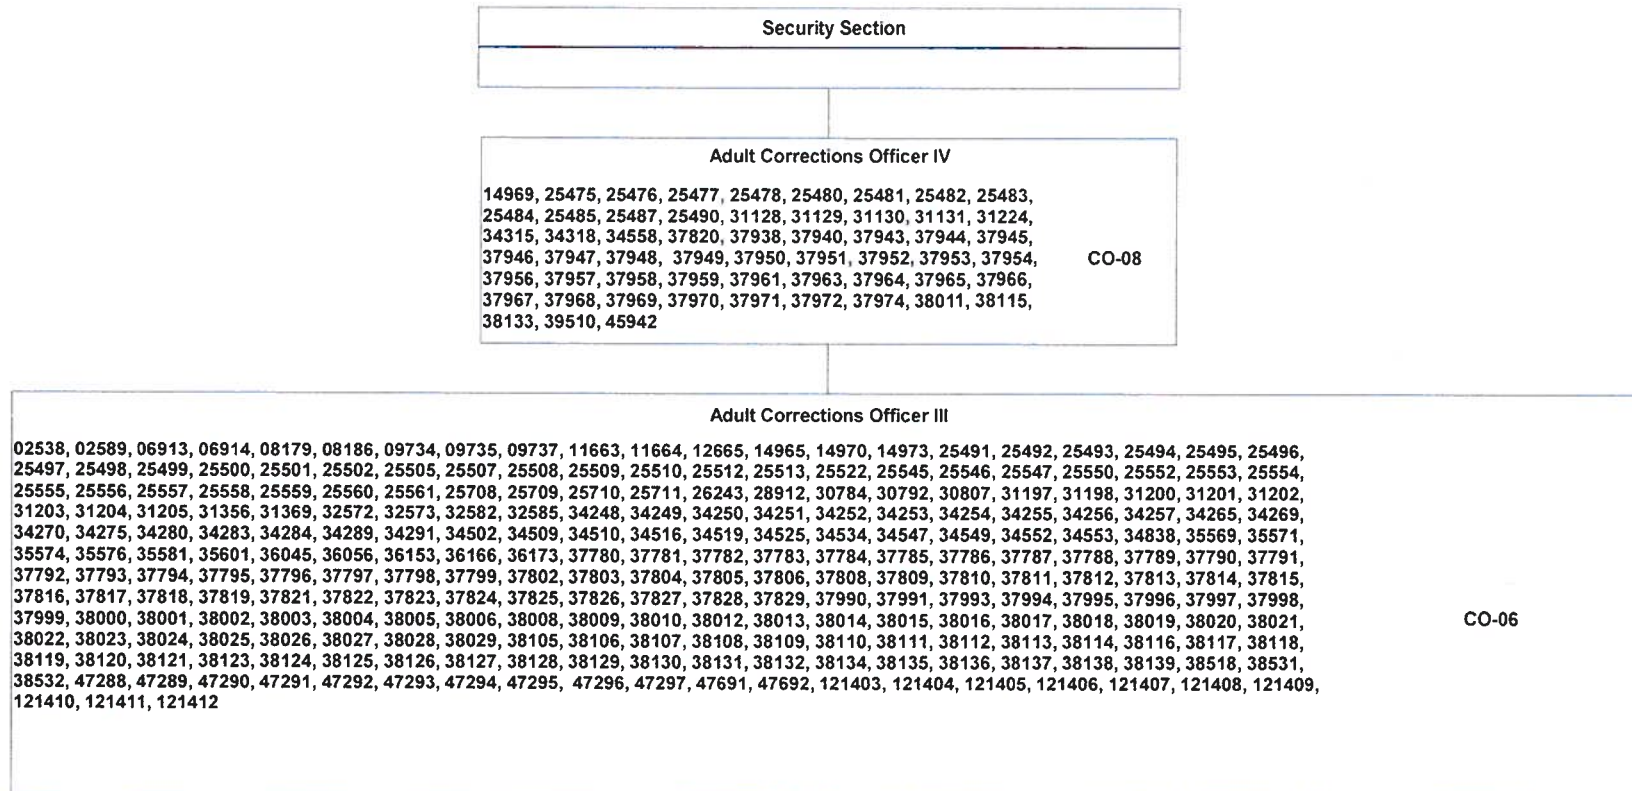 Security Section
Adult Corrections Officer IV
14969, 25475, 25476, 25477, 25478, 25480, 25481, 25482, 25483,
25484, 25485, 25487, 25490, 31128, 31129, 31130, 31131, 31224,
34315, 34318, 34558, 37820, 37938, 37940, 37943, 37944, 37945,
37946, 37947, 37948, 37949, 37950, 37951, 37952, 37953, 37954,
37956, 37957, 37958, 37959, 37961, 37963, 37964, 37965, 37966,
37967, 37968, 37969, 37970, 37971, 37972, 37974, 38011, 38115,
38133, 39510, 45942
CO-08
Adult Corrections Officer III
02538, 02589, 06913, 06914, 08179, 08186, 09734, 09735, 09737, 11663, 11664, 12665, 14965, 14970, 14973, 25491, 25492, 25493, 25494, 25495, 25496,
25497, 25498, 25499, 25500, 25501, 25502, 25505, 25507, 25508, 25509, 25510, 25512, 25513, 25522, 25545, 25546, 25547, 25550, 25552, 25553, 25554,
25555, 25556, 25557, 25558, 25559, 25560, 25561, 25708, 25709, 25710, 25711, 26243, 28912, 30784, 30792, 30807, 31197, 31198, 31200, 31201, 31202,
31203, 31204, 31205, 31356, 31369, 32572, 32573, 32582, 32585, 34248, 34249, 34250, 34251, 34252, 34253, 34254, 34255, 34256, 34257, 34265, 34269,
34270, 34275, 34280, 34283, 34284, 34289, 34291, 34502, 34509, 34510, 34516, 34519, 34525, 34534, 34547, 34549, 34552, 34553, 34838, 35569, 35571,
35574, 35576, 35581, 35601, 36045, 36056, 36153, 36166, 36173, 37780, 37781, 37782, 37783, 37784, 37785, 37786, 37787, 37788, 37789, 37790, 37791,
37792, 37793, 37794, 37795, 37796, 37797, 37798, 37799, 37802, 37803, 37804, 37805, 37806, 37808, 37809, 37810, 37811, 37812, 37813, 37814, 37815,
37816, 37817, 37818, 37819, 37821, 37822, 37823, 37824, 37825, 37826, 37827, 37828, 37829, 37990, 37991, 37993, 37994, 37995, 37996, 37997, 37998,
37999, 38000, 38001, 38002, 38003, 38004, 38005, 38006, 38008, 38009, 38010, 38012, 38013, 38014, 38015, 38016, 38017, 38018, 38019, 38020, 38021,
38022, 38023, 38024, 38025, 38026, 38027, 38028, 38029, 38105, 38106, 38107, 38108, 38109, 38110, 38111, 38112, 38113, 38114, 38116, 38117, 38118,
38119, 38120, 38121, 38123, 38124, 38125, 38126, 38127, 38128, 38129, 38130, 38131, 38132, 38134, 38135, 38136, 38137, 38138, 38139, 38518, 38531,
38532, 47288, 47289, 47290, 47291, 47292, 47293, 47294, 47295, 47296, 47297, 47691, 47692, 121403, 121404, 121405, 121406, 121407, 121408, 121409,
121410, 121411, 121412
CO-06